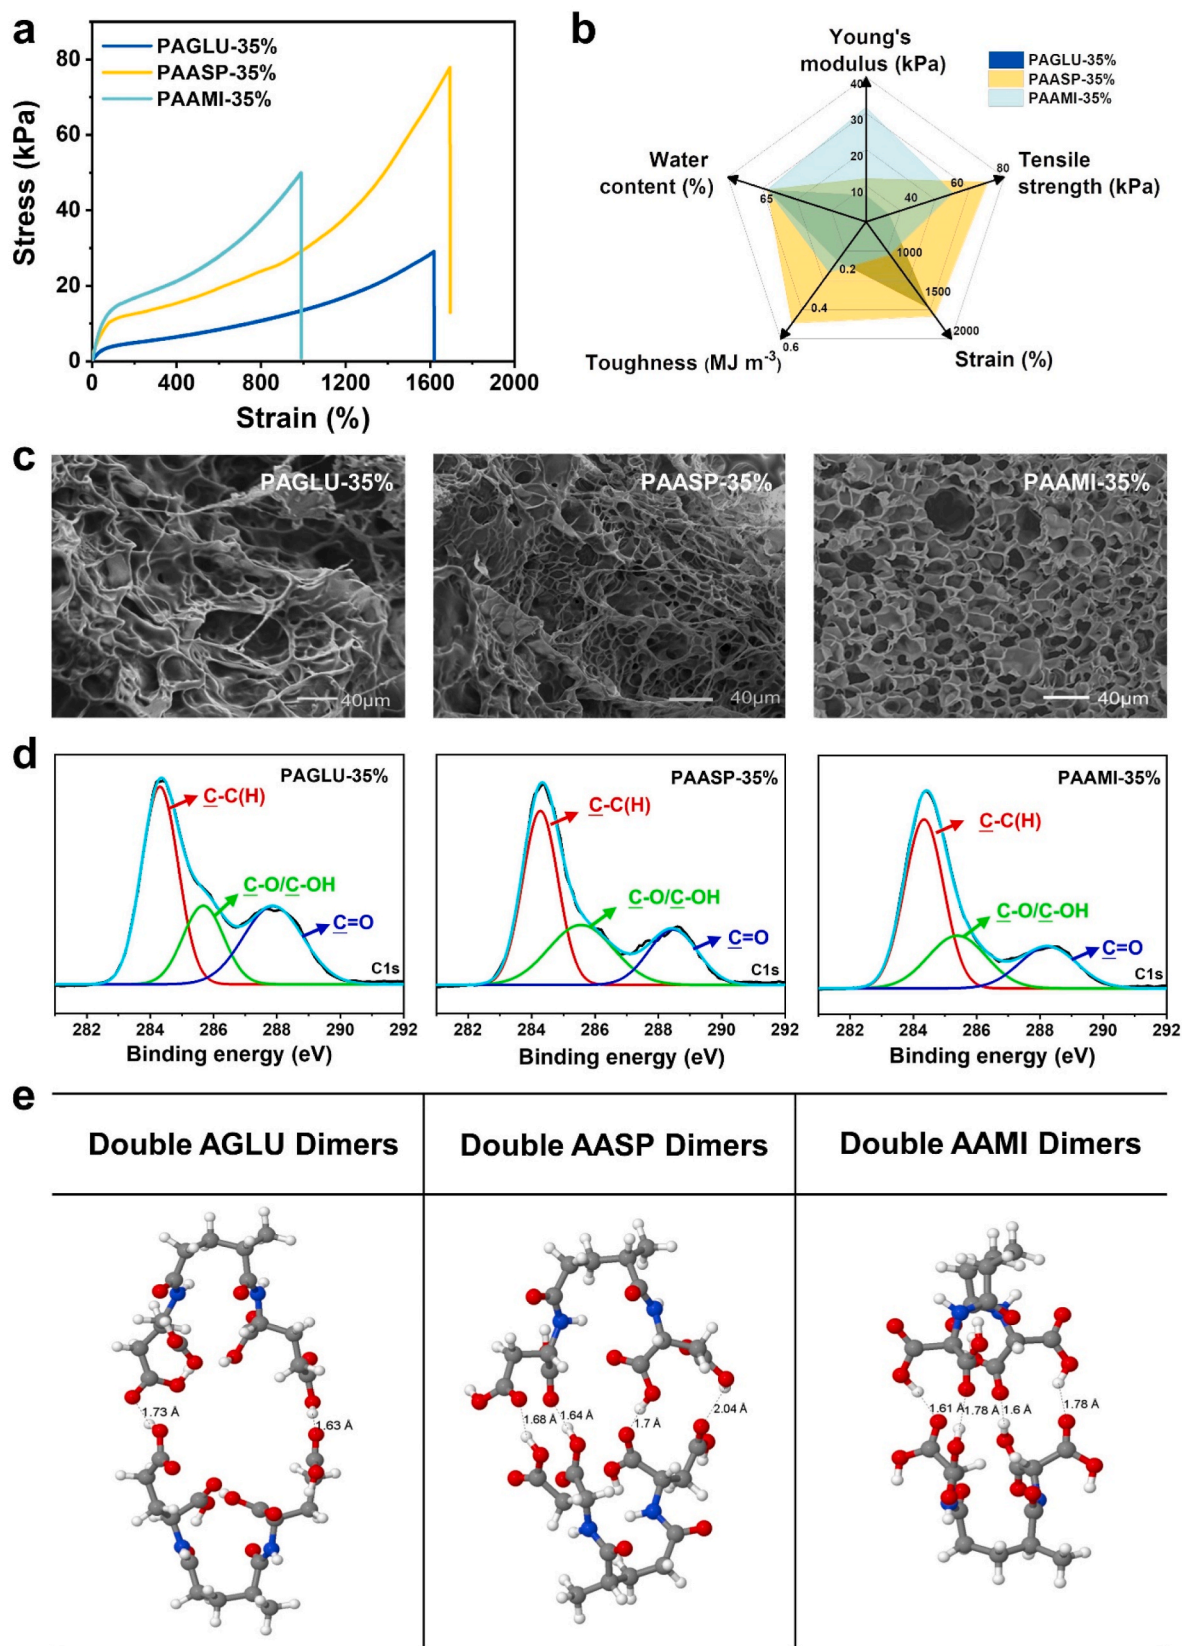 a
PAGLU-35%
PAASP-35%
PAAMI-35%
80
60
40
20
0
Stress (kPa)
0
400
800
1200
1600
2000
Strain (%)
b
Young's
modulus (kPa)
PAGLU-35%
PAASP-35%
PAAMI-35%
40
30
20
10
Water
content (%)
65
Tensile
strength (kPa)
80
60
40
1000
1500
2000
0.2
0.4
0.6
Toughness (MJ m⁻³)
Strain (%)
c
PAGLU-35%
40μm
PAASP-35%
40μm
PAAMI-35%
40μm
d
PAGLU-35%
C-C(H)
C-O/C-OH
C=O
C1s
282 284 286 288 290 292
Binding energy (eV)
PAASP-35%
C-C(H)
C-O/C-OH
C=O
C1s
282 284 286 288 290 292
Binding energy (eV)
PAAMI-35%
C-C(H)
C-O/C-OH
C=O
C1s
282 284 286 288 290 292
Binding energy (eV)
e
Double AGLU Dimers
Double AASP Dimers
Double AAMI Dimers
1.73 Å
1.63 Å
1.68 Å
1.64 Å
1.7 Å
2.04 Å
1.61 Å
1.78 Å
1.6 Å
1.78 Å